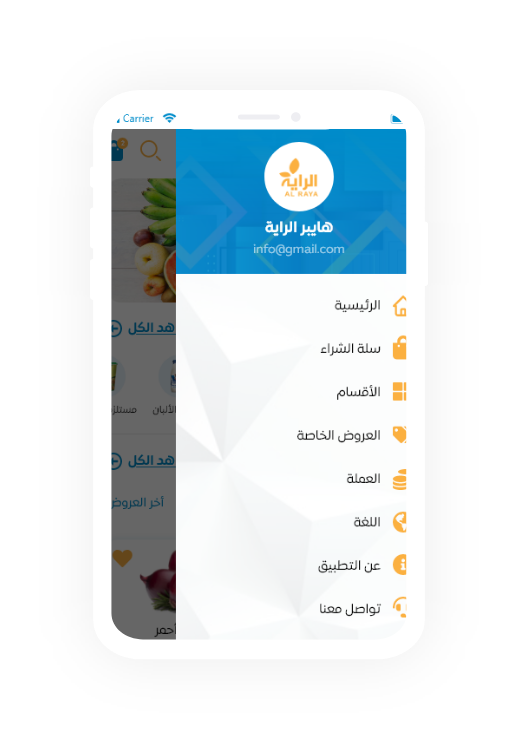 Carrier
الراية
AL RAYA
هايبر الراية
info@gmail.com
الرئيسية
سلة الشراء
الأقسام
العروض الخاصة
العملة
اللغة
عن التطبيق
تواصل معنا
هد الكل
الألبان
مستلز
هد الكل
آخر العروض
أحمر